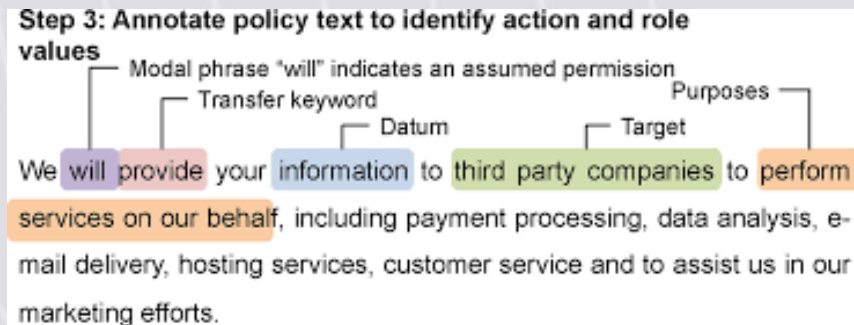 Step 3: Annotate policy text to identify action and role
values
Modal phrase “will” indicates an assumed permission
Transfer keyword
Purposes
Datum
Target
We will provide your information to third party companies to perform
services on our behalf, including payment processing, data analysis, e-
mail delivery, hosting services, customer service and to assist us in our
marketing efforts.